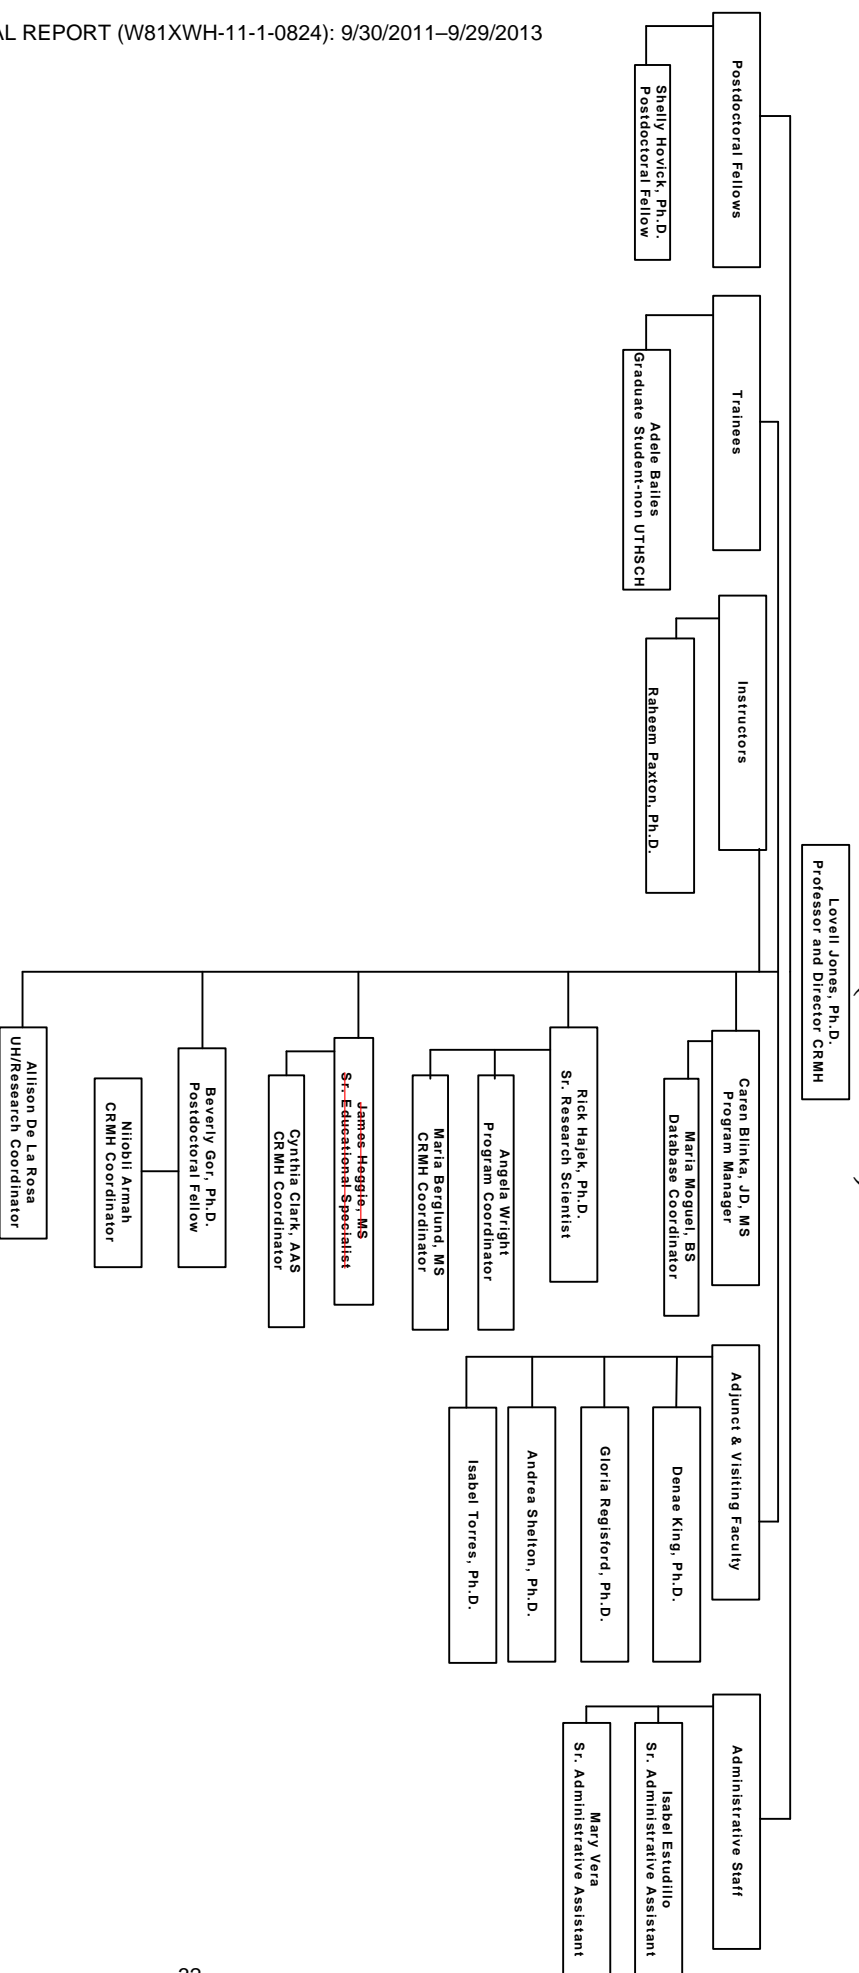 AL REPORT (W81XWH-11-1-0824): 9/30/2011–9/29/2013
Lovell Jones, Ph.D.
Professor and Director CRMH
Postdoctoral Fellows
Shelly Hovick, Ph.D.
Postdoctoral Fellow
Trainees
Adele Bailes
Graduate Student-non UTHSCH
Instructors
Raheem Paxton, Ph.D.
Caren Blinka, JD, MS
Program Manager
Maria Moguel, BS
Database Coordinator
Rick Hajek, Ph.D.
Sr. Research Scientist
Angela Wright
Program Coordinator
Maria Berglund, MS
CRMH Coordinator
James Heggie, MS
Sr. Educational Specialist
Cynthia Clark, AAS
CRMH Coordinator
Beverly Gor, Ph.D.
Postdoctoral Fellow
Niiobli Armah
CRMH Coordinator
Allison De La Rosa
UH/Research Coordinator
Adjunct & Visiting Faculty
Denae King, Ph.D.
Gloria Regisford, Ph.D.
Andrea Shelton, Ph.D.
Isabel Torres, Ph.D.
Administrative Staff
Isabel Estudillo
Sr. Administrative Assistant
Mary Vera
Sr. Administrative Assistant